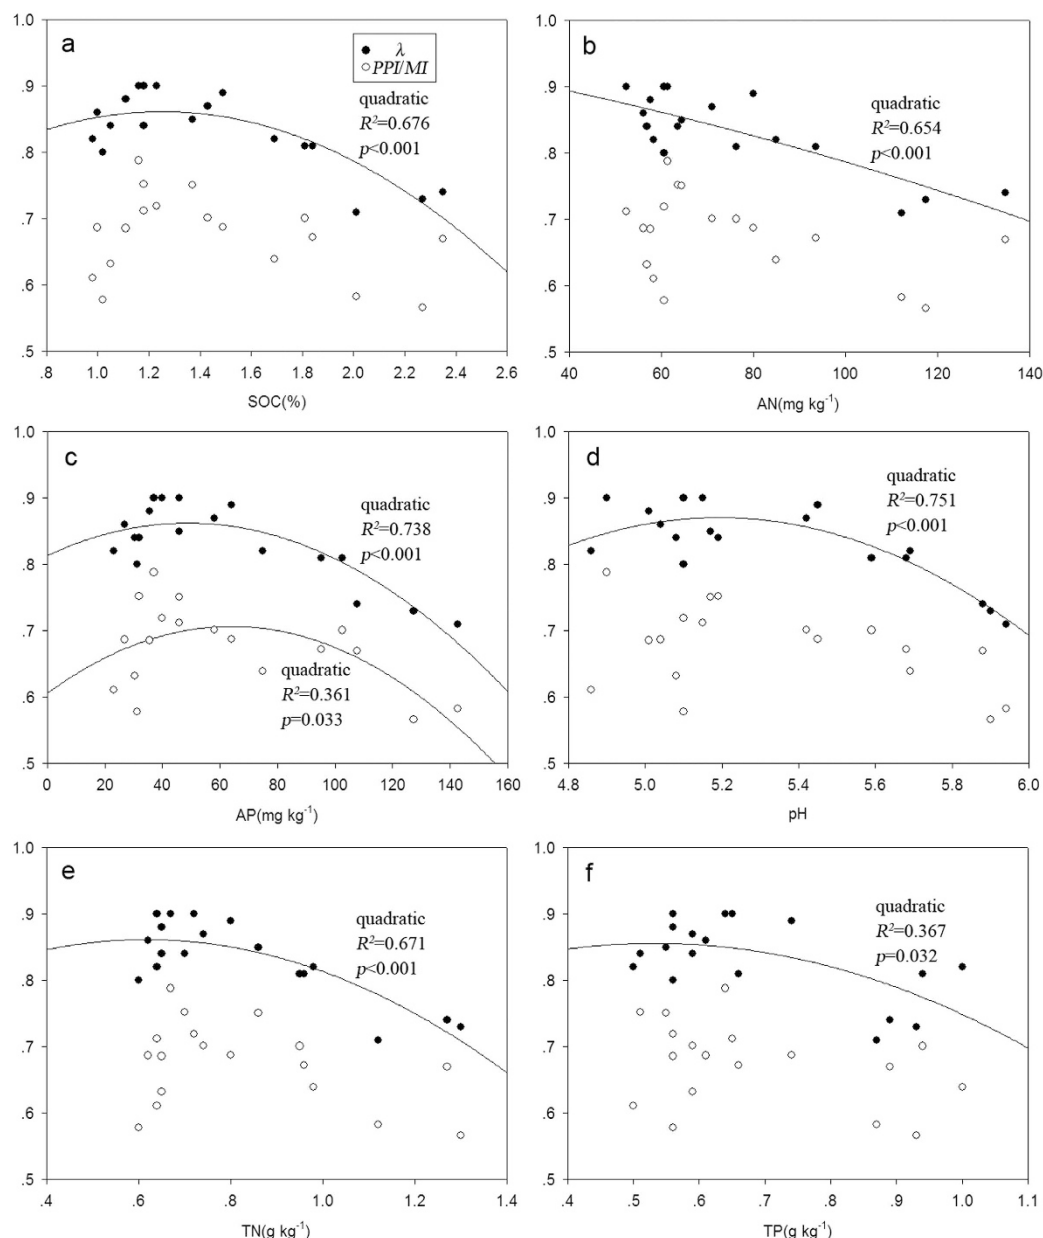 a
λ
PPI/MI
quadratic
R²=0.676
p<0.001
1.0
.9
.8
.7
.6
.5
.8 1.0 1.2 1.4 1.6 1.8 2.0 2.2 2.4 2.6
SOC(%)
b
quadratic
R²=0.654
p<0.001
1.0
.9
.8
.7
.6
.5
40 60 80 100 120 140
AN(mg kg⁻¹)
c
quadratic
R²=0.738
p<0.001
quadratic
R²=0.361
p=0.033
1.0
.9
.8
.7
.6
.5
0 20 40 60 80 100 120 140 160
AP(mg kg⁻¹)
d
quadratic
R²=0.751
p<0.001
1.0
.9
.8
.7
.6
.5
4.8 5.0 5.2 5.4 5.6 5.8 6.0
pH
e
quadratic
R²=0.671
p<0.001
1.0
.9
.8
.7
.6
.5
.4 .6 .8 1.0 1.2 1.4
TN(g kg⁻¹)
f
quadratic
R²=0.367
p=0.032
1.0
.9
.8
.7
.6
.5
.4 .5 .6 .7 .8 .9 1.0 1.1
TP(g kg⁻¹)